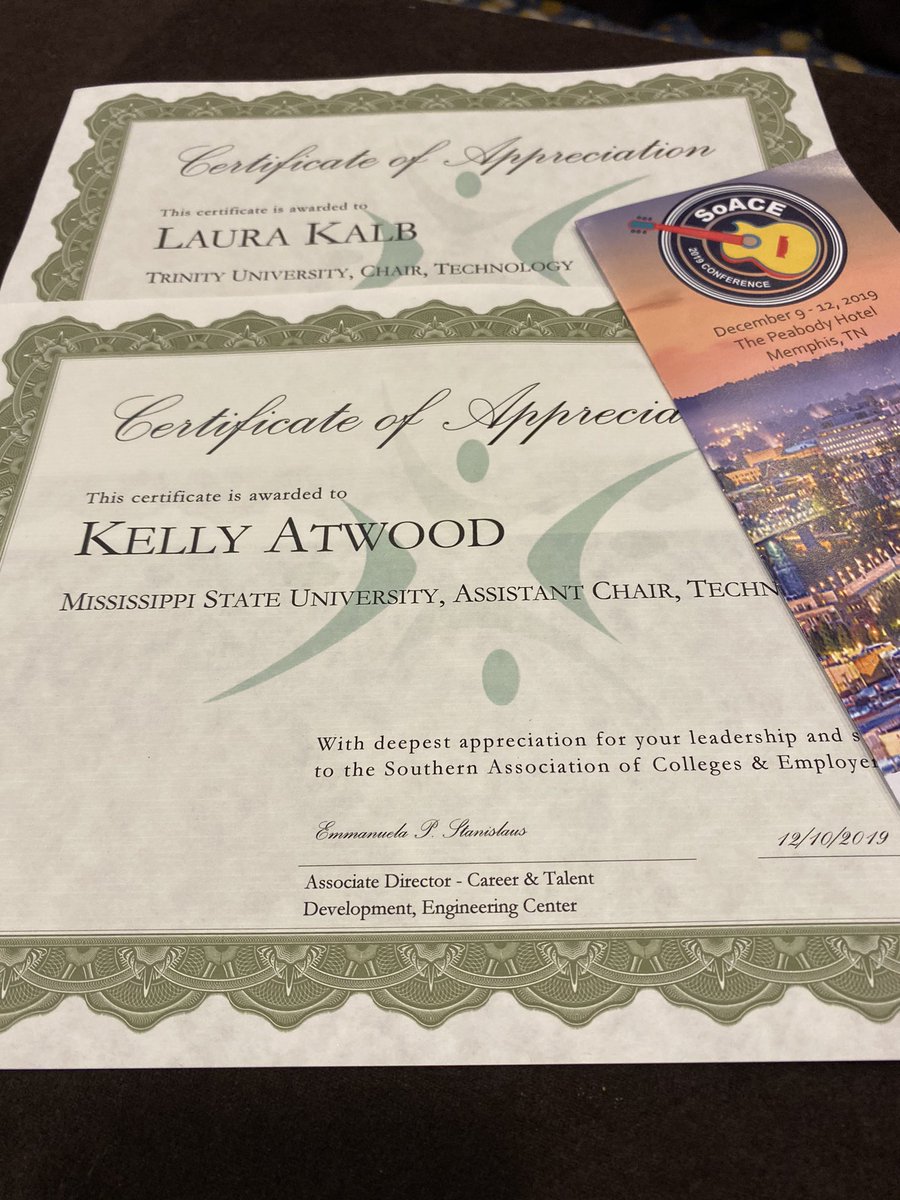 Certificate of Appreciation
This certificate is awarded to
LAURA KALB
TRINITY UNIVERSITY, CHAIR, TECHNOLOGY
SoACE
2019 CONFERENCE
December 9 - 12, 2019
The Peabody Hotel
Memphis, TN
Certificate of Apprecia
This certificate is awarded to
KELLY ATWOOD
MISSISSIPPI STATE UNIVERSITY, ASSISTANT CHAIR, TECHN
With deepest appreciation for your leadership and s
to the Southern Association of Colleges & Employer
Emmanuela P. Stanislaus
12/10/2019
Associate Director - Career & Talent
Development, Engineering Center